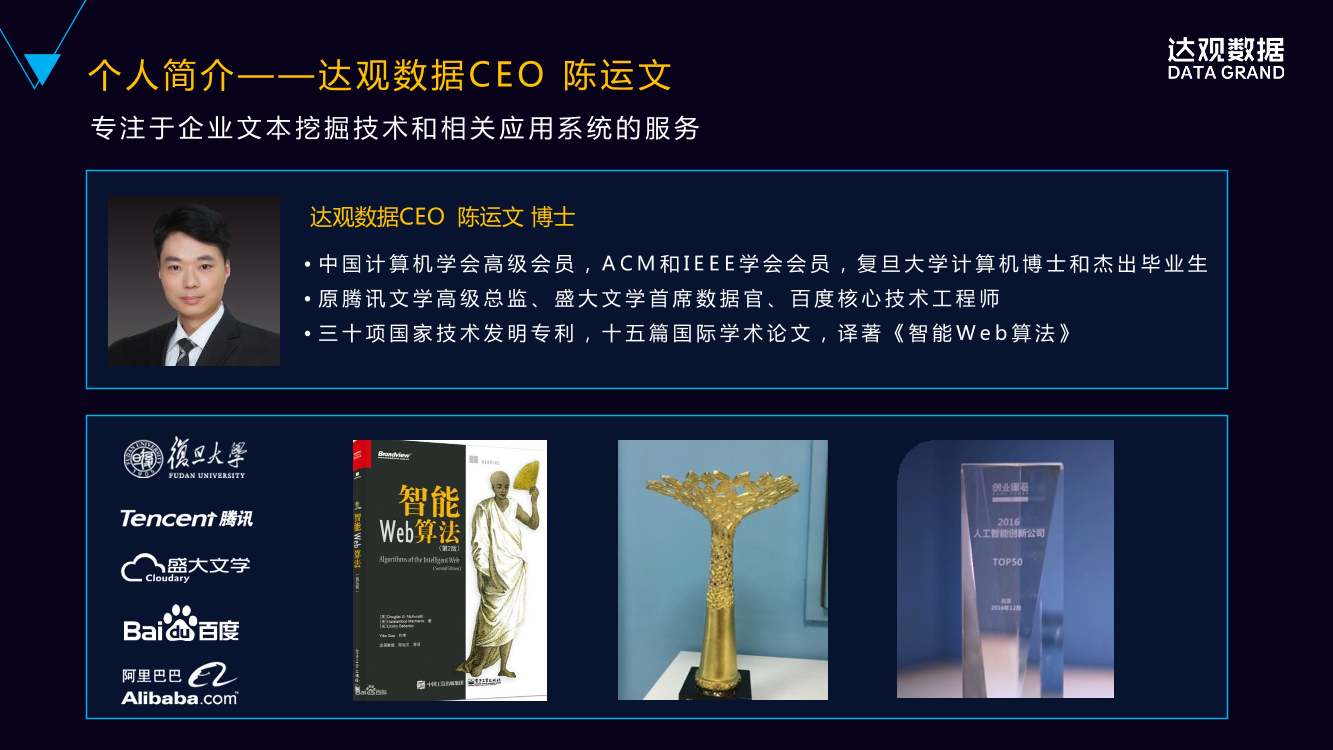 达观数据
DATA GRAND
个人简介——达观数据CEO 陈运文
专注于企业文本挖掘技术和相关应用系统的服务
达观数据CEO 陈运文 博士
• 中国计算机学会高级会员，ACM和IEEE学会会员，复旦大学计算机博士和杰出毕业生
• 原腾讯文学高级总监、盛大文学首席数据官、百度核心技术工程师
• 三十项国家技术发明专利，十五篇国际学术论文，译著《智能Web算法》
復旦大學
FUDAN UNIVERSITY
Tencent 腾讯
盛大文学
Cloudary
Bai du 百度
阿里巴巴
Alibaba.com
Broadview
智能
Web算法
（第2版）
Algorithms of the Intelligent Web
(Second Edition)
智能Web算法
创业邦
2016
人工智能创新公司
TOP50
北京
2016年12月